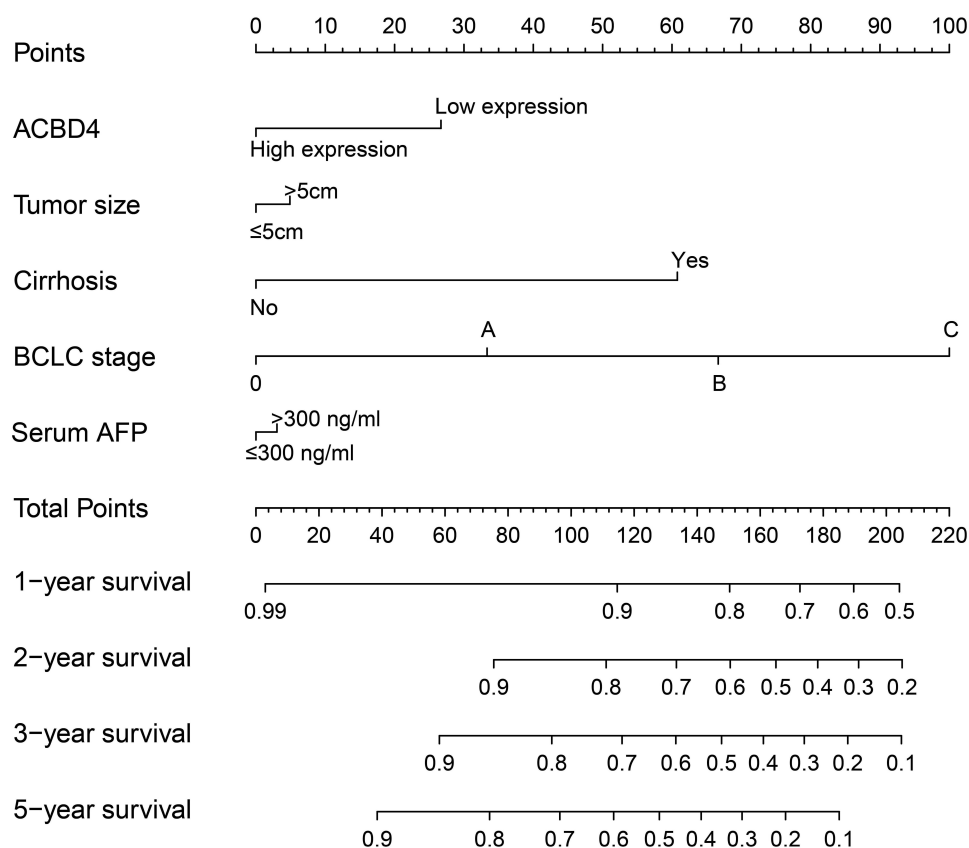 0 10 20 30 40 50 60 70 80 90 100
Points
Low expression
ACBD4
High expression
>5cm
Tumor size
≤5cm
Yes
Cirrhosis
No
A C
BCLC stage
0 B
>300 ng/ml
Serum AFP
≤300 ng/ml
Total Points
0 20 40 60 80 100 120 140 160 180 200 220
1−year survival
0.99 0.9 0.8 0.7 0.6 0.5
2−year survival
0.9 0.8 0.7 0.6 0.5 0.4 0.3 0.2
3−year survival
0.9 0.8 0.7 0.6 0.5 0.4 0.3 0.2 0.1
5−year survival
0.9 0.8 0.7 0.6 0.5 0.4 0.3 0.2 0.1